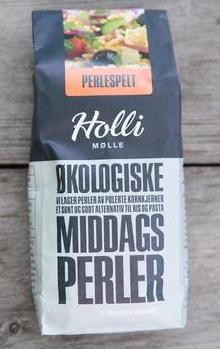 PERLESPELT
Holli
MØLLE
ØKOLOGISKE
VI LAGER PERLER AV POLERTE KORNKJERNER
ET SUNT OG GODT ALTERNATIV TIL RIS OG PASTA
MIDDAGS
PERLER